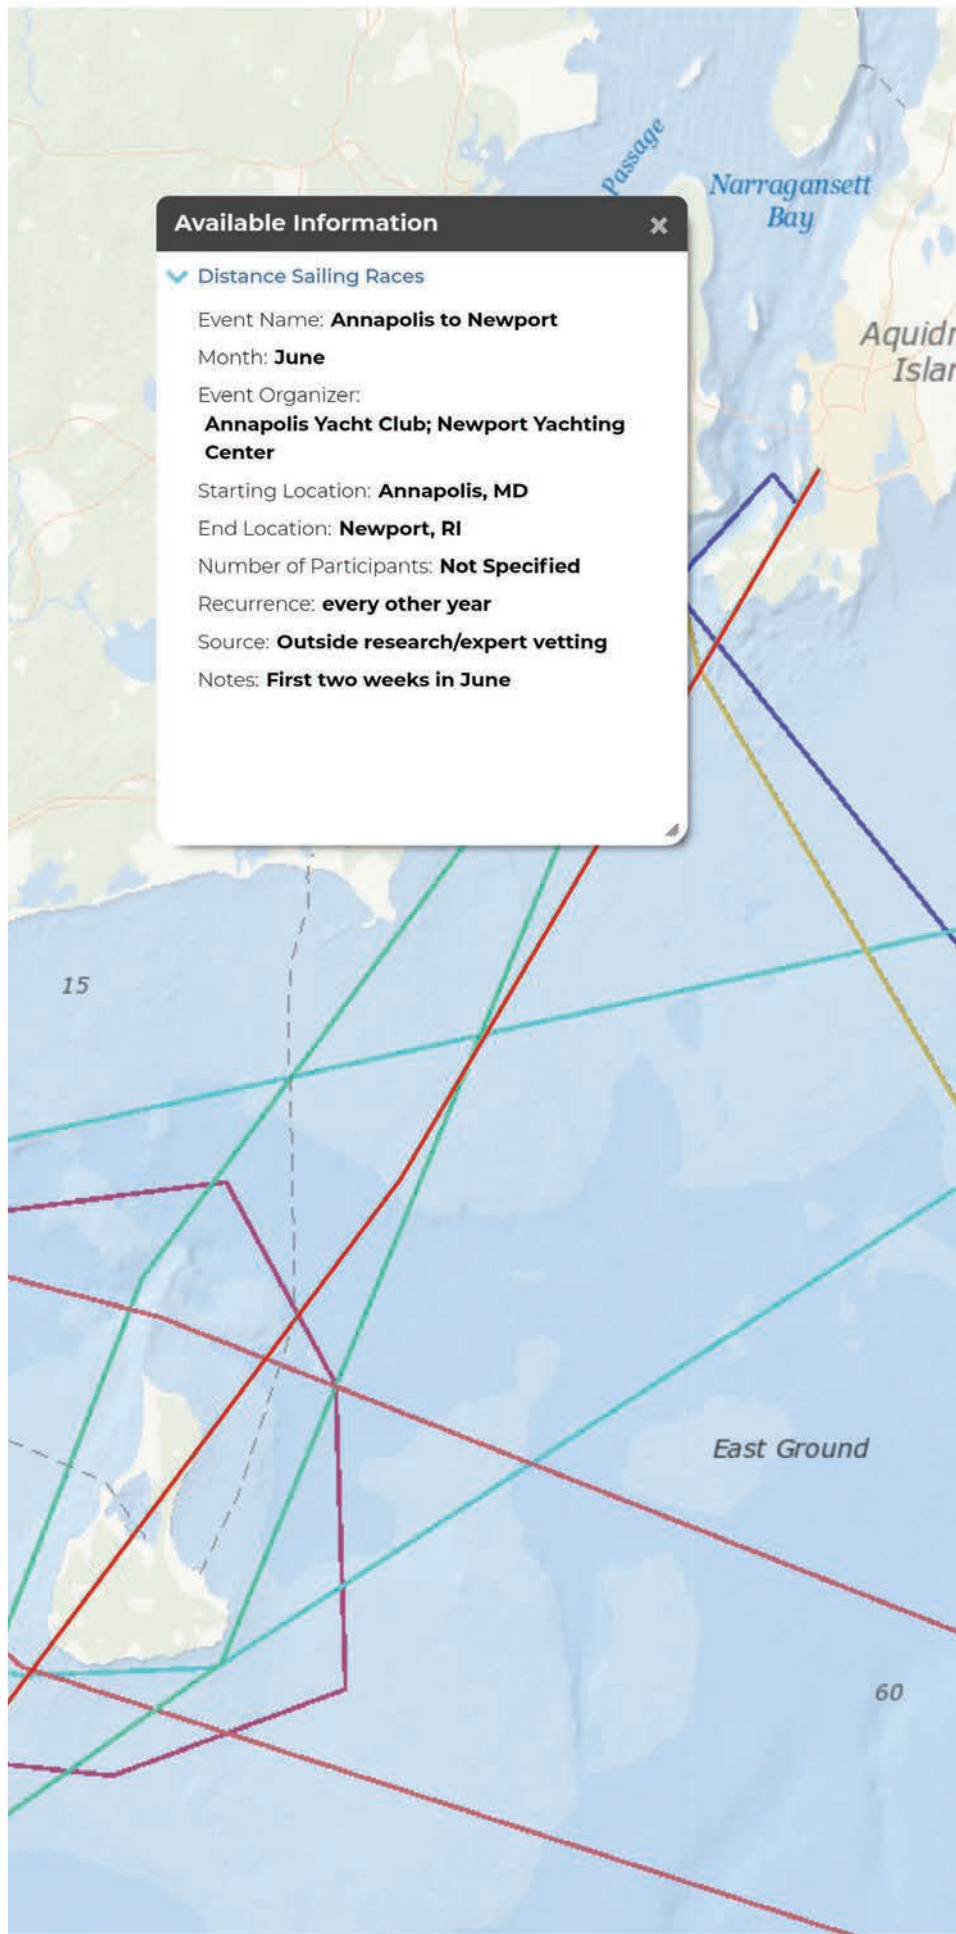 Passage
Narragansett
Bay
Available Information
Distance Sailing Races
Event Name: Annapolis to Newport
Month: June
Event Organizer:
Annapolis Yacht Club; Newport Yachting
Center
Starting Location: Annapolis, MD
End Location: Newport, RI
Number of Participants: Not Specified
Recurrence: every other year
Source: Outside research/expert vetting
Notes: First two weeks in June
Aquidn
Islan
15
East Ground
60